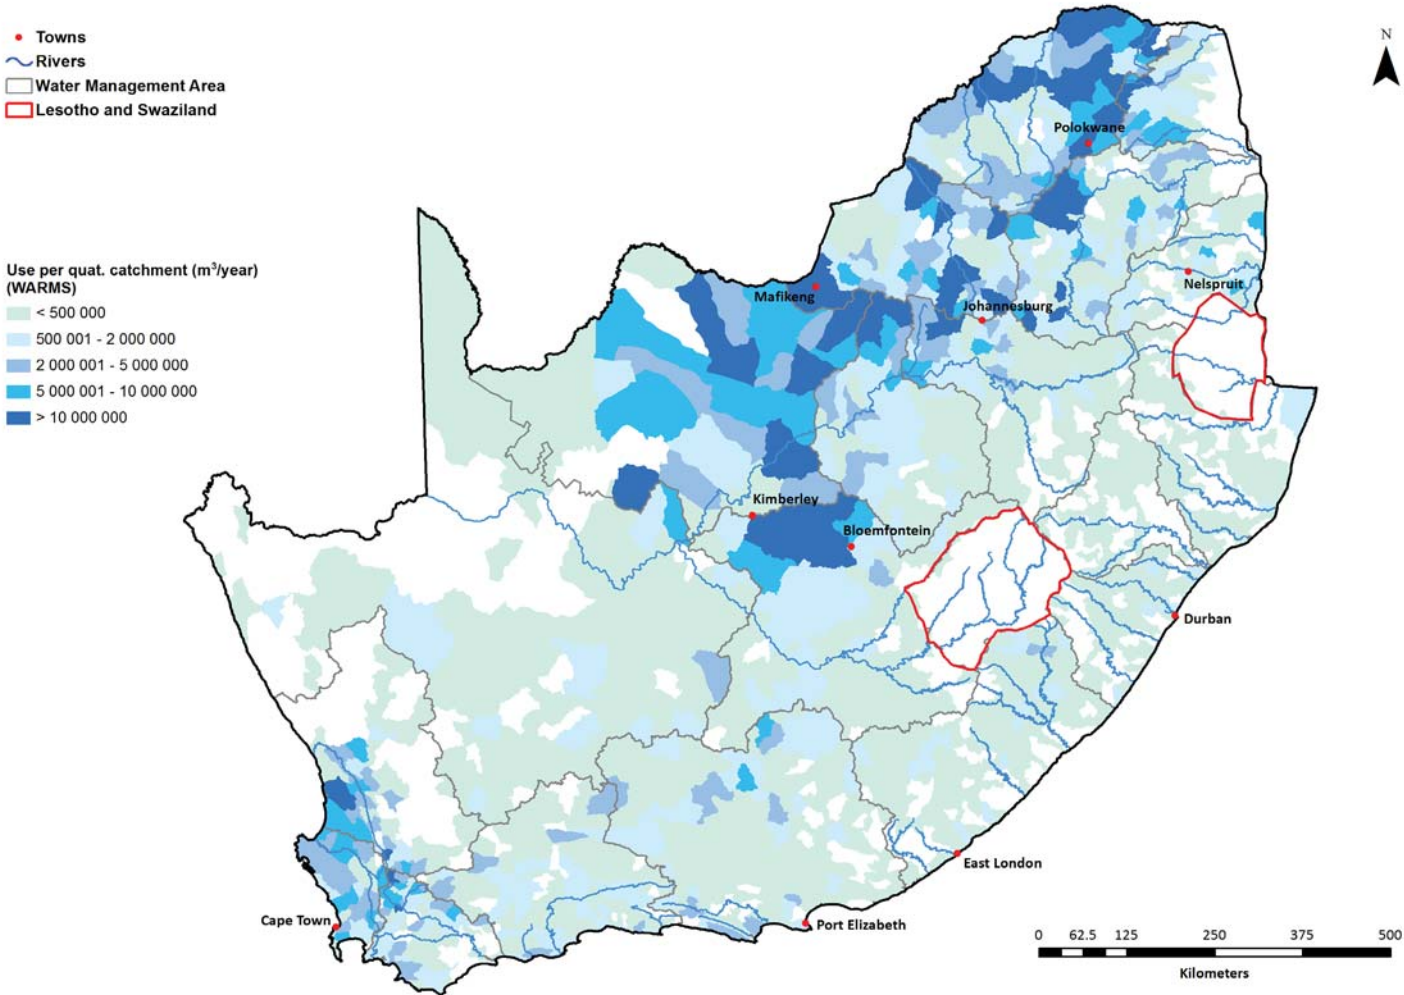 N
Towns
Rivers
Water Management Area
Lesotho and Swaziland
Polokwane
Use per quat. catchment (m³/year)
(WARMS)
< 500 000
500 001 - 2 000 000
2 000 001 - 5 000 000
5 000 001 - 10 000 000
> 10 000 000
Nelspruit
Mafikeng
Johannesburg
Kimberley
Bloemfontein
Durban
East London
Cape Town
Port Elizabeth
0 62.5 125 250 375 500
Kilometers